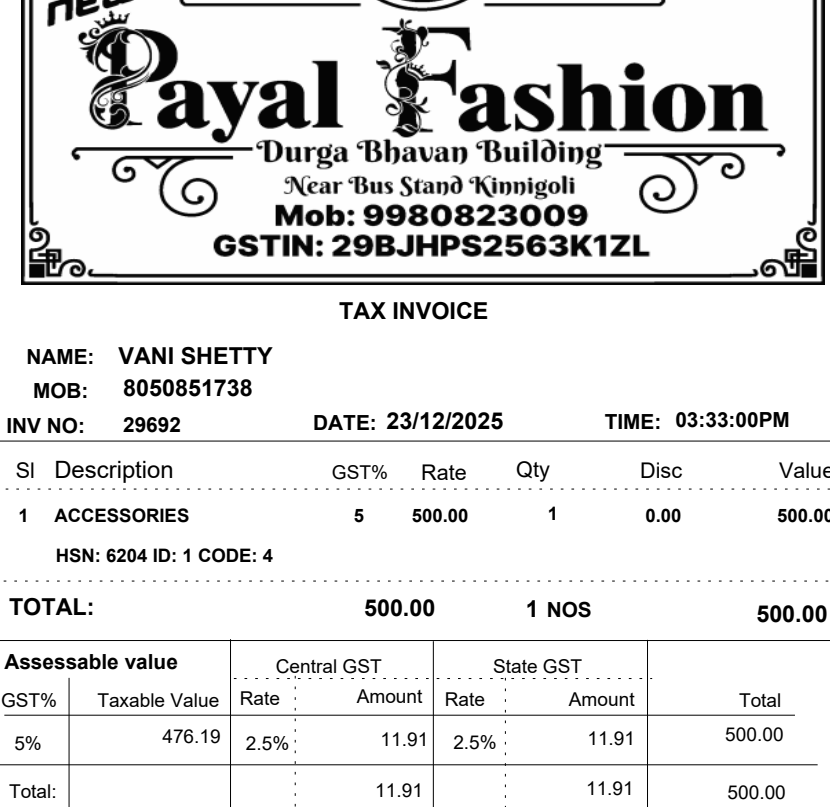 new
Payal Fashion
Durga Bhavan Building
Near Bus Stand Kinnigoli
Mob: 9980823009
GSTIN: 29BJHPS2563K1ZL
TAX INVOICE
NAME: VANI SHETTY
MOB: 8050851738
INV NO: 29692 DATE: 23/12/2025 TIME: 03:33:00PM
Sl Description GST% Rate Qty Disc Value
1 ACCESSORIES 5 500.00 1 0.00 500.00
HSN: 6204 ID: 1 CODE: 4
TOTAL: 500.00 1 NOS 500.00
Assessable value Central GST State GST
GST% Taxable Value Rate Amount Rate Amount Total
5% 476.19 2.5% 11.91 2.5% 11.91 500.00
Total: 11.91 11.91 500.00